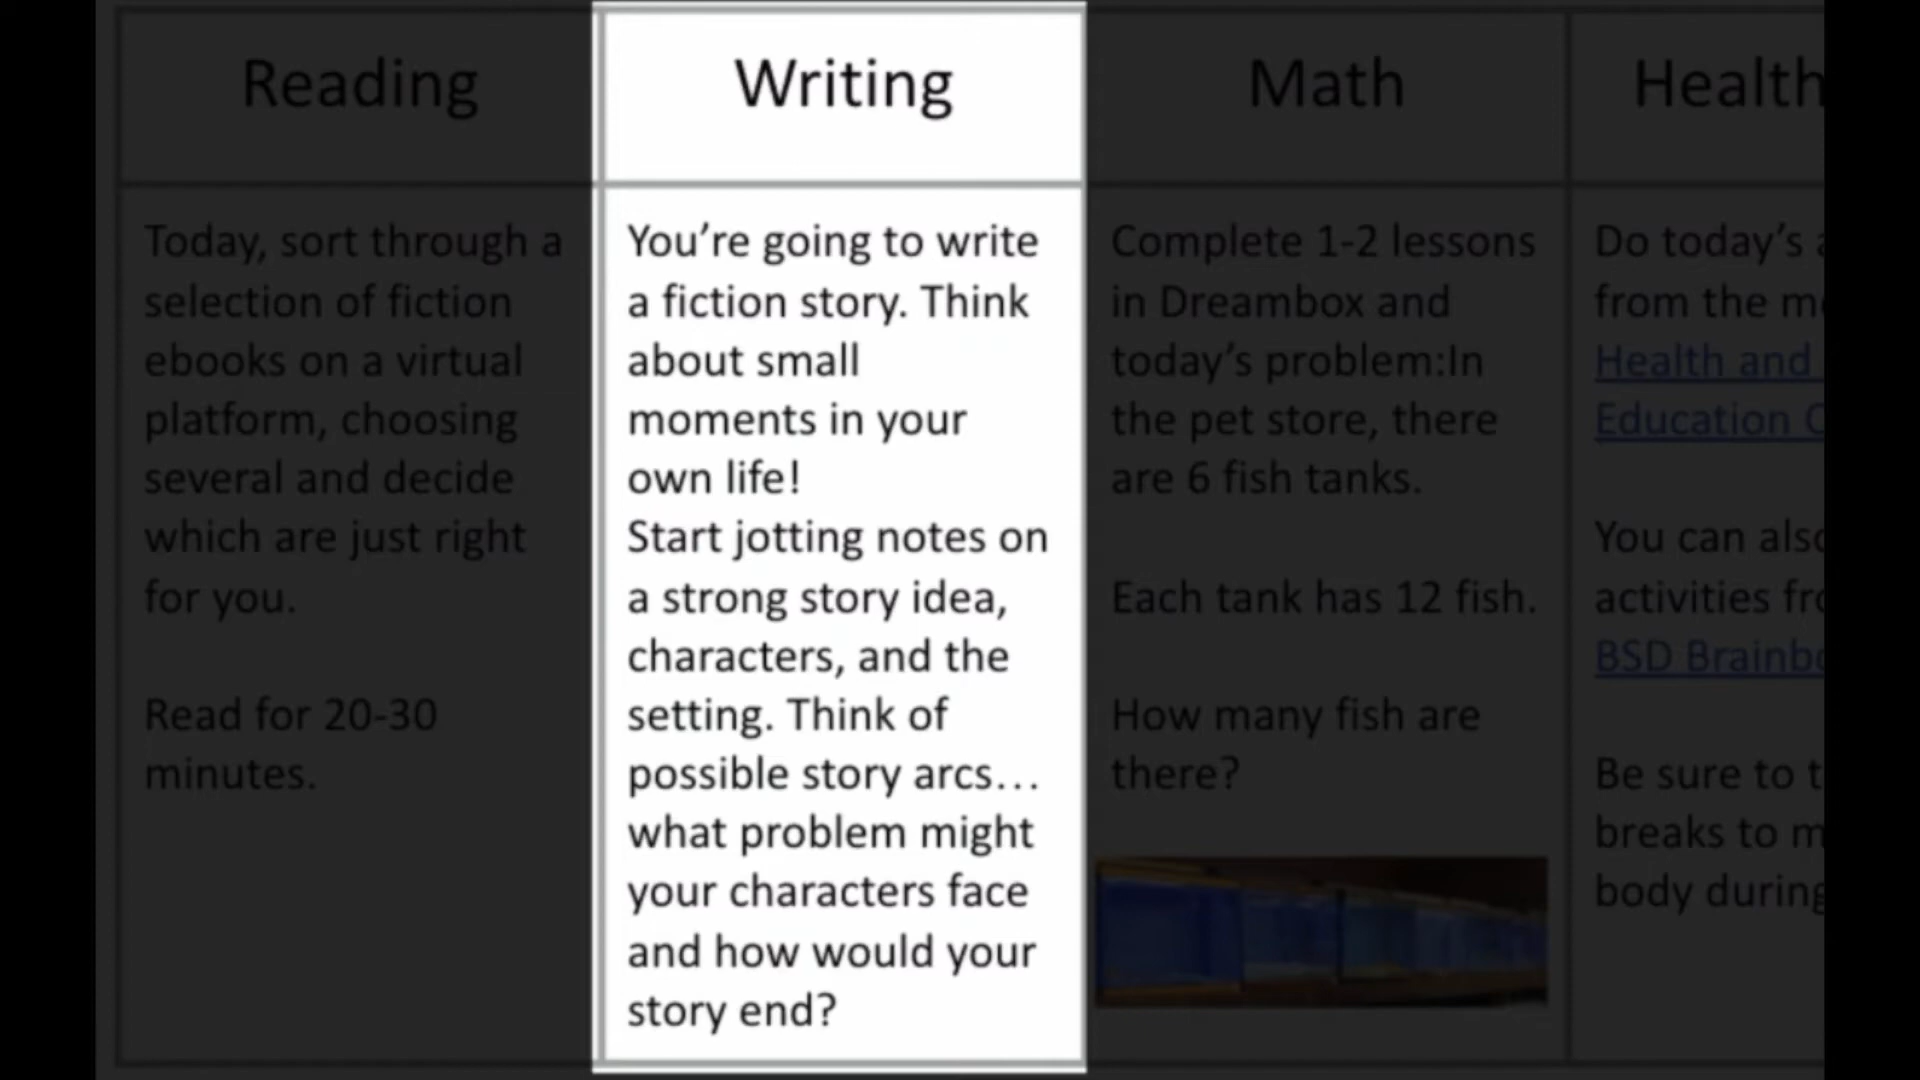 Reading
Today, sort through a
selection of fiction
ebooks on a virtual
platform, choosing
several and decide
which are just right
for you.
Read for 20-30
minutes.
Writing
You’re going to write
a fiction story. Think
about small
moments in your
own life!
Start jotting notes on
a strong story idea,
characters, and the
setting. Think of
possible story arcs…
what problem might
your characters face
and how would your
story end?
Math
Complete 1-2 lessons
in Dreambox and
today’s problem:In
the pet store, there
are 6 fish tanks.
Each tank has 12 fish.
How many fish are
there?
Health
Do today’s
from the
Health and
Education
You can also
activities
BSD
Be sure to
breaks to
body during